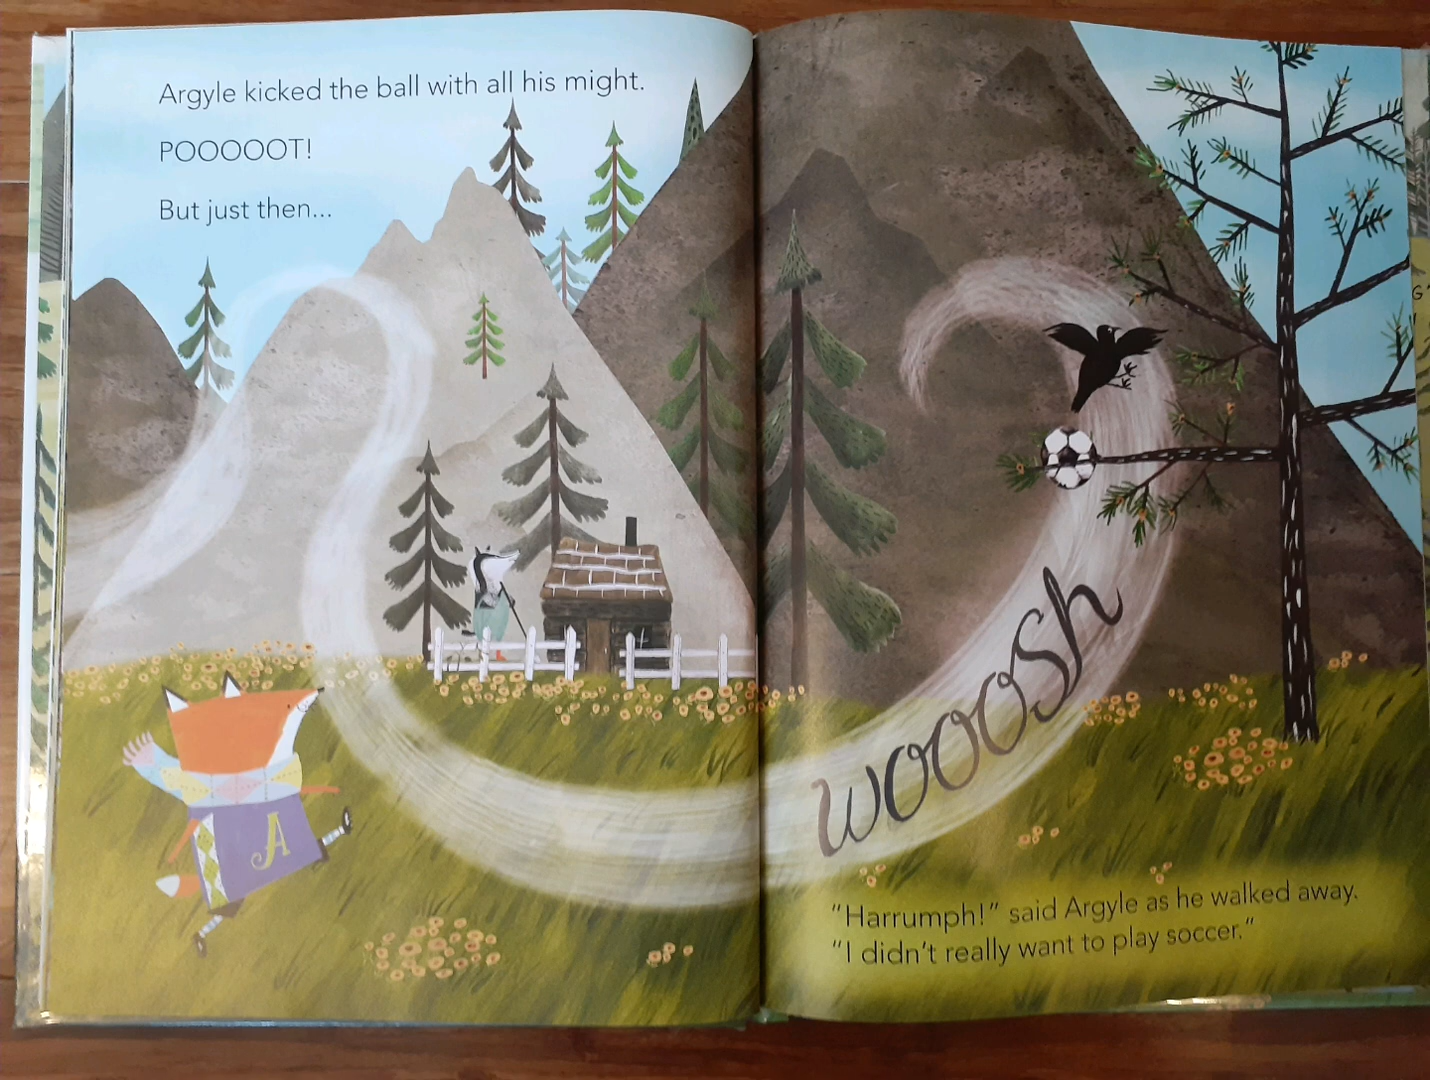 Argyle kicked the ball with all his might.
POOOOOT!
But just then...
A
wooosh
"Harrumph!" said Argyle as he walked away.
"I didn't really want to play soccer."